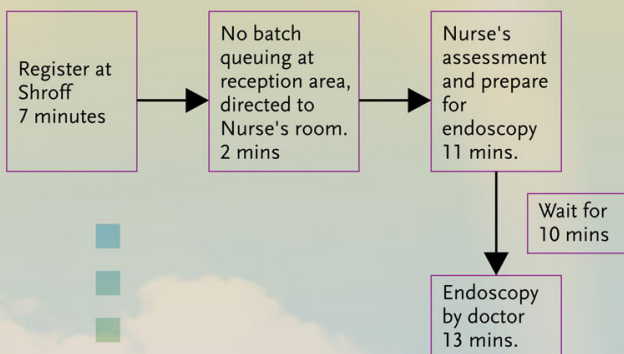 Register at
Shroff
7 minutes
No batch
queuing at
reception area,
directed to
Nurse's room.
2 mins
Nurse's
assessment
and prepare
for
endoscopy
11 mins.
Wait for
10 mins
Endoscopy
by doctor
13 mins.